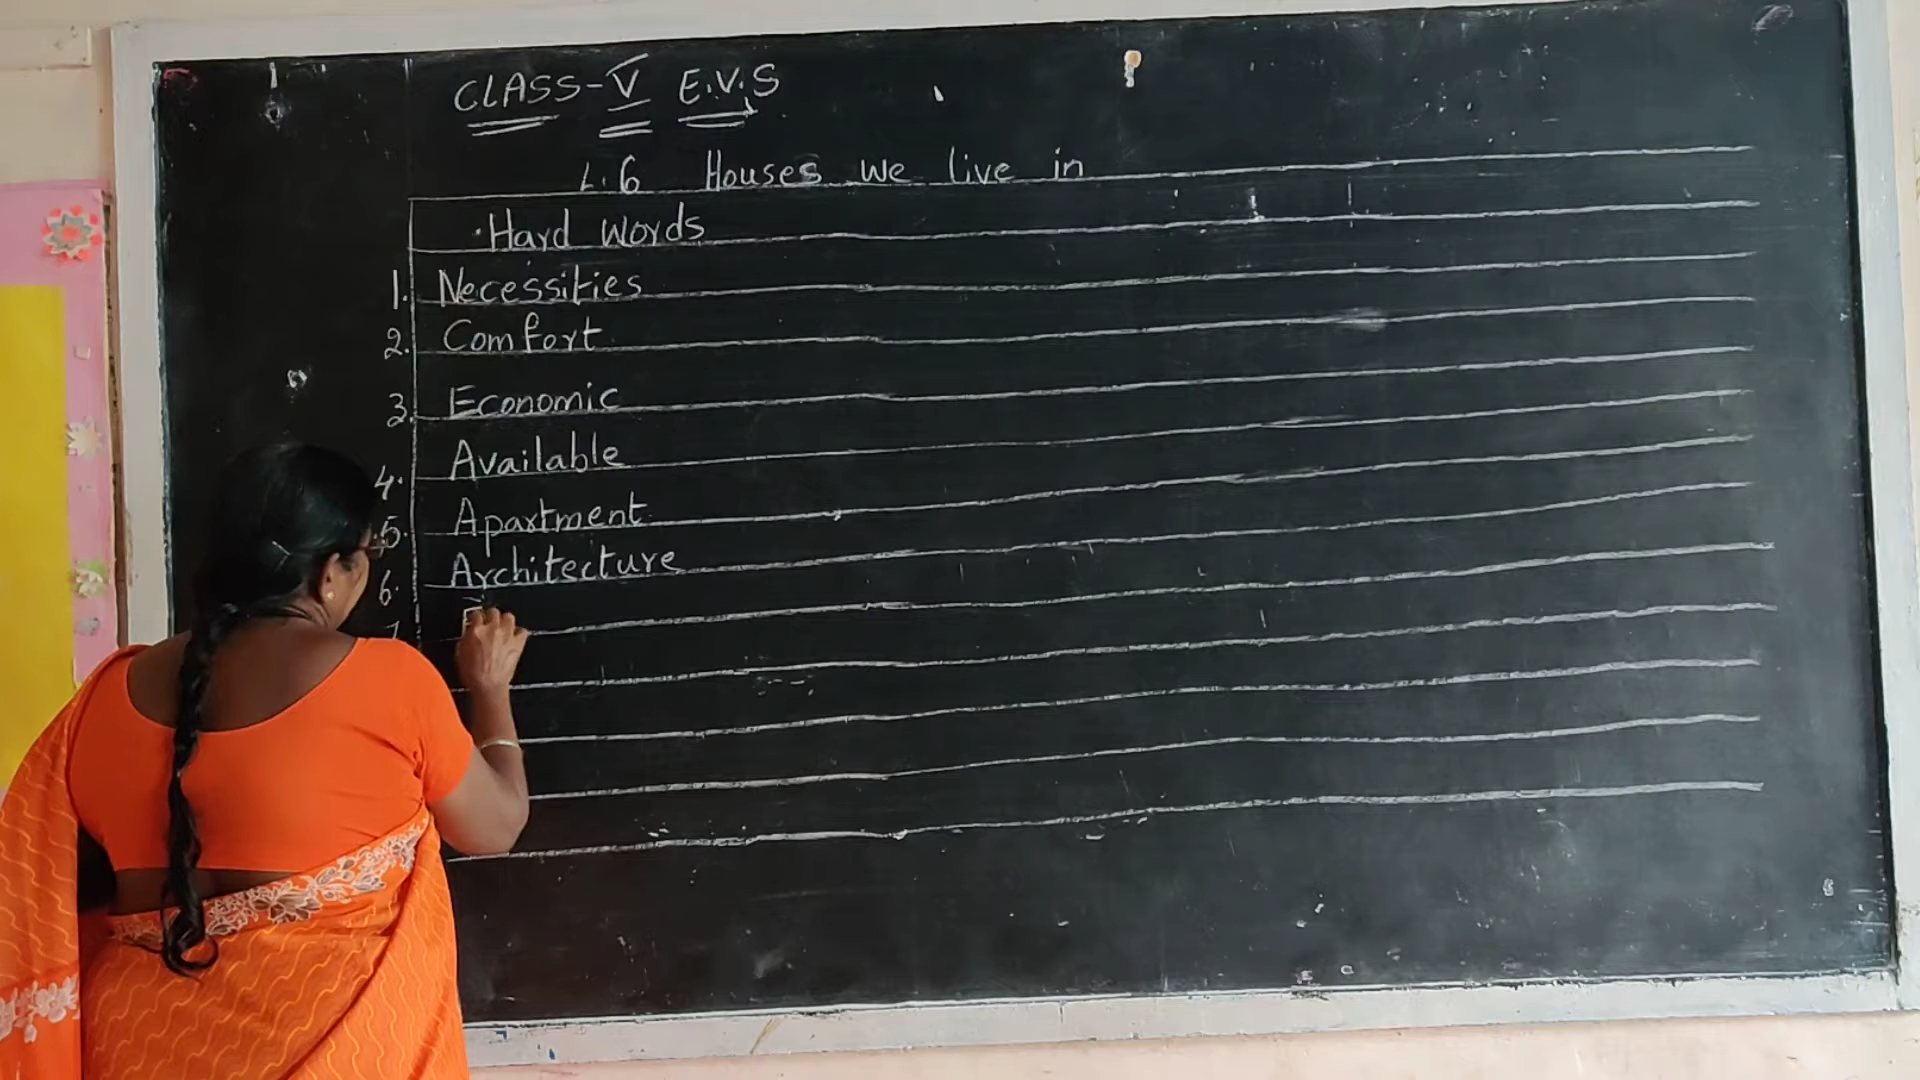 CLASS-V E.V.S
L.6 Houses we live in
Hard Words
1. Necessities
2. Comfort
3. Economic
4. Available
5. Apartment
6. Architecture